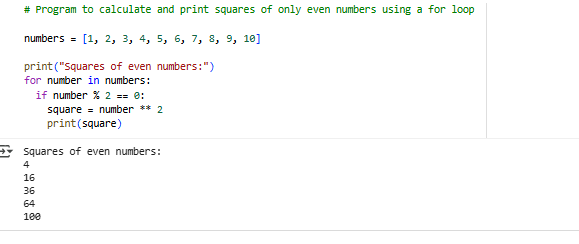 # Program to calculate and print squares of only even numbers using a for loop
numbers = [1, 2, 3, 4, 5, 6, 7, 8, 9, 10]
print("Squares of even numbers:")
for number in numbers:
  if number % 2 == 0:
    square = number ** 2
    print(square)
Squares of even numbers:
4
16
36
64
100